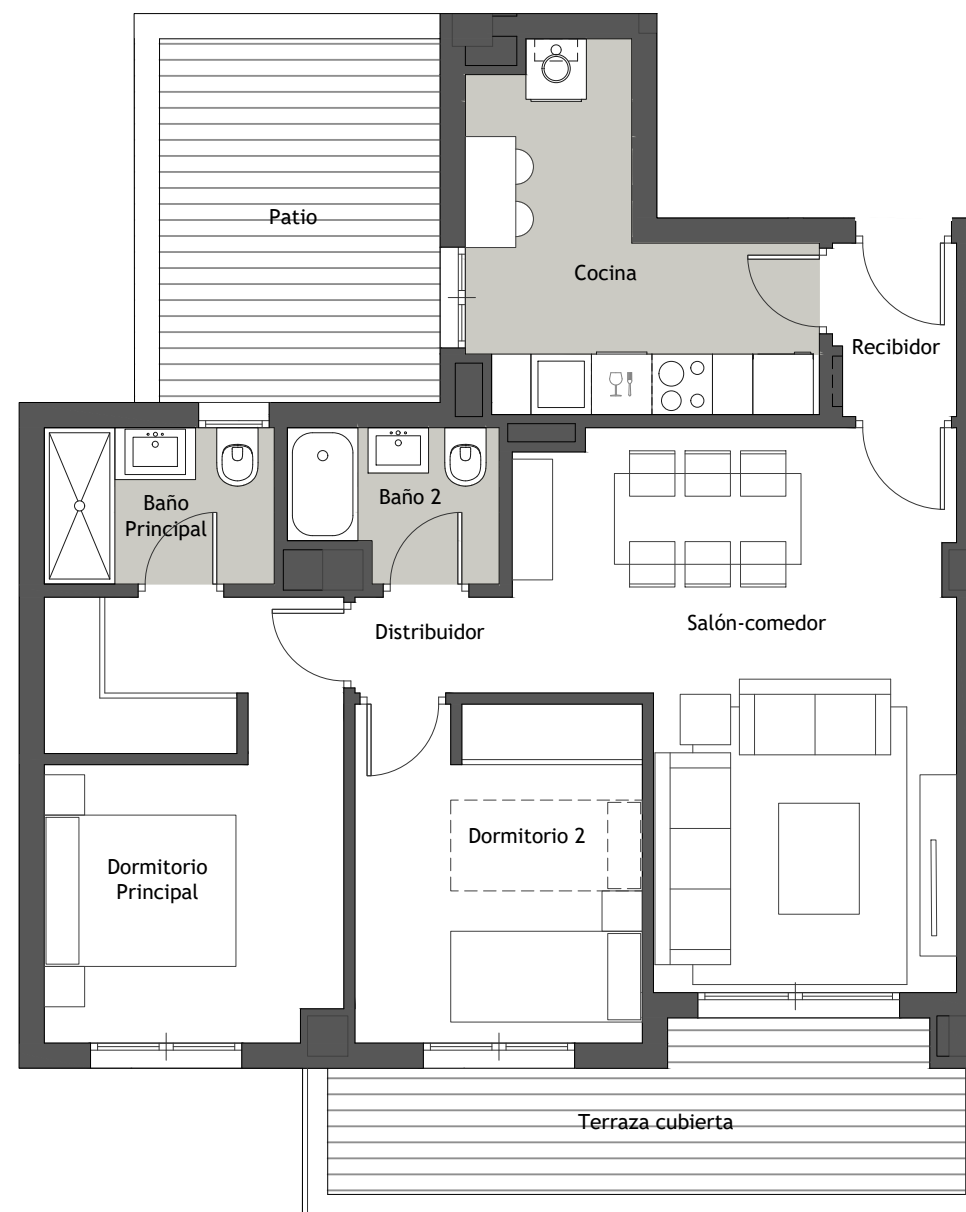 Patio
Cocina
Recibidor
Baño
Principal
Baño 2
Distribuidor
Salón-comedor
Dormitorio
Principal
Dormitorio 2
Terraza cubierta